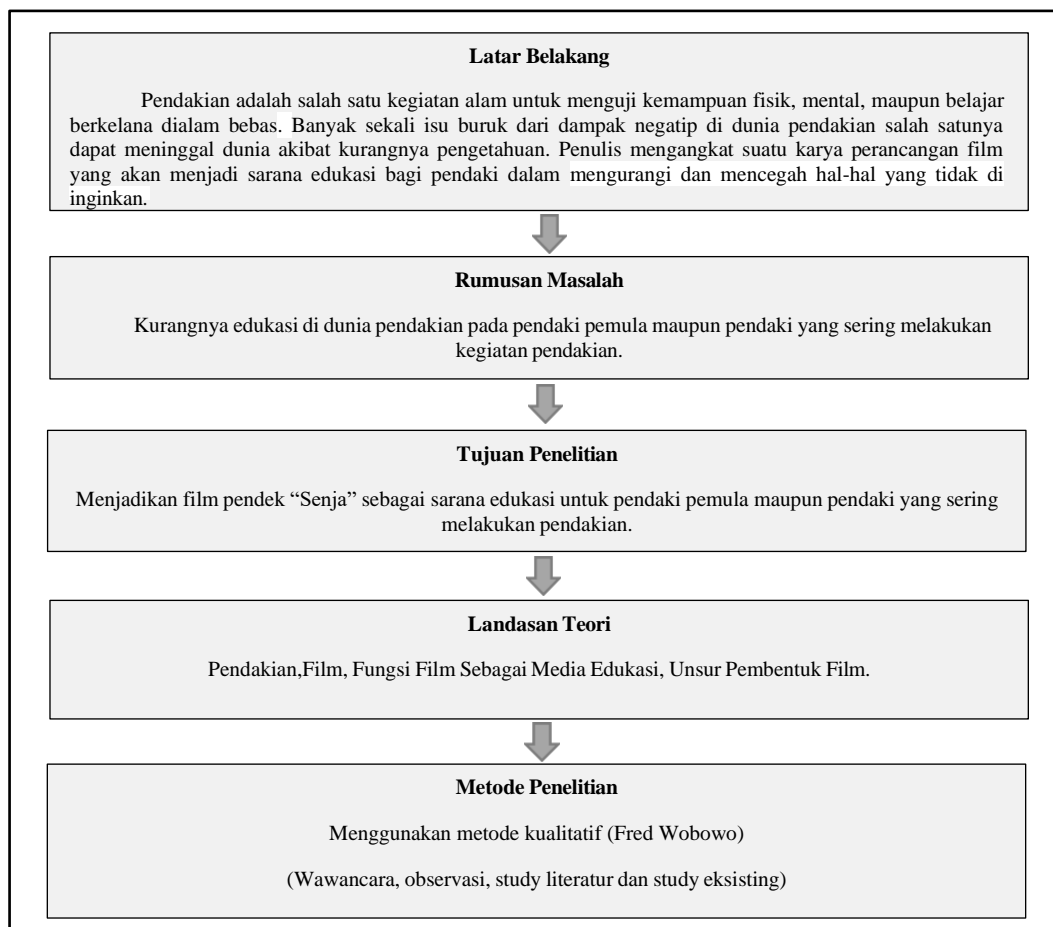 Latar Belakang
Pendakian adalah salah satu kegiatan alam untuk menguji kemampuan fisik, mental, maupun belajar
berkelana dialam bebas. Banyak sekali isu buruk dari dampak negatip di dunia pendakian salah satunya
dapat meninggal dunia akibat kurangnya pengetahuan. Penulis mengangkat suatu karya perancangan film
yang akan menjadi sarana edukasi bagi pendaki dalam mengurangi dan mencegah hal-hal yang tidak di
inginkan.
Rumusan Masalah
Kurangnya edukasi di dunia pendakian pada pendaki pemula maupun pendaki yang sering melakukan
kegiatan pendakian.
Tujuan Penelitian
Menjadikan film pendek “Senja” sebagai sarana edukasi untuk pendaki pemula maupun pendaki yang sering
melakukan pendakian.
Landasan Teori
Pendakian,Film, Fungsi Film Sebagai Media Edukasi, Unsur Pembentuk Film.
Metode Penelitian
Menggunakan metode kualitatif (Fred Wobowo)
(Wawancara, observasi, study literatur dan study eksisting)